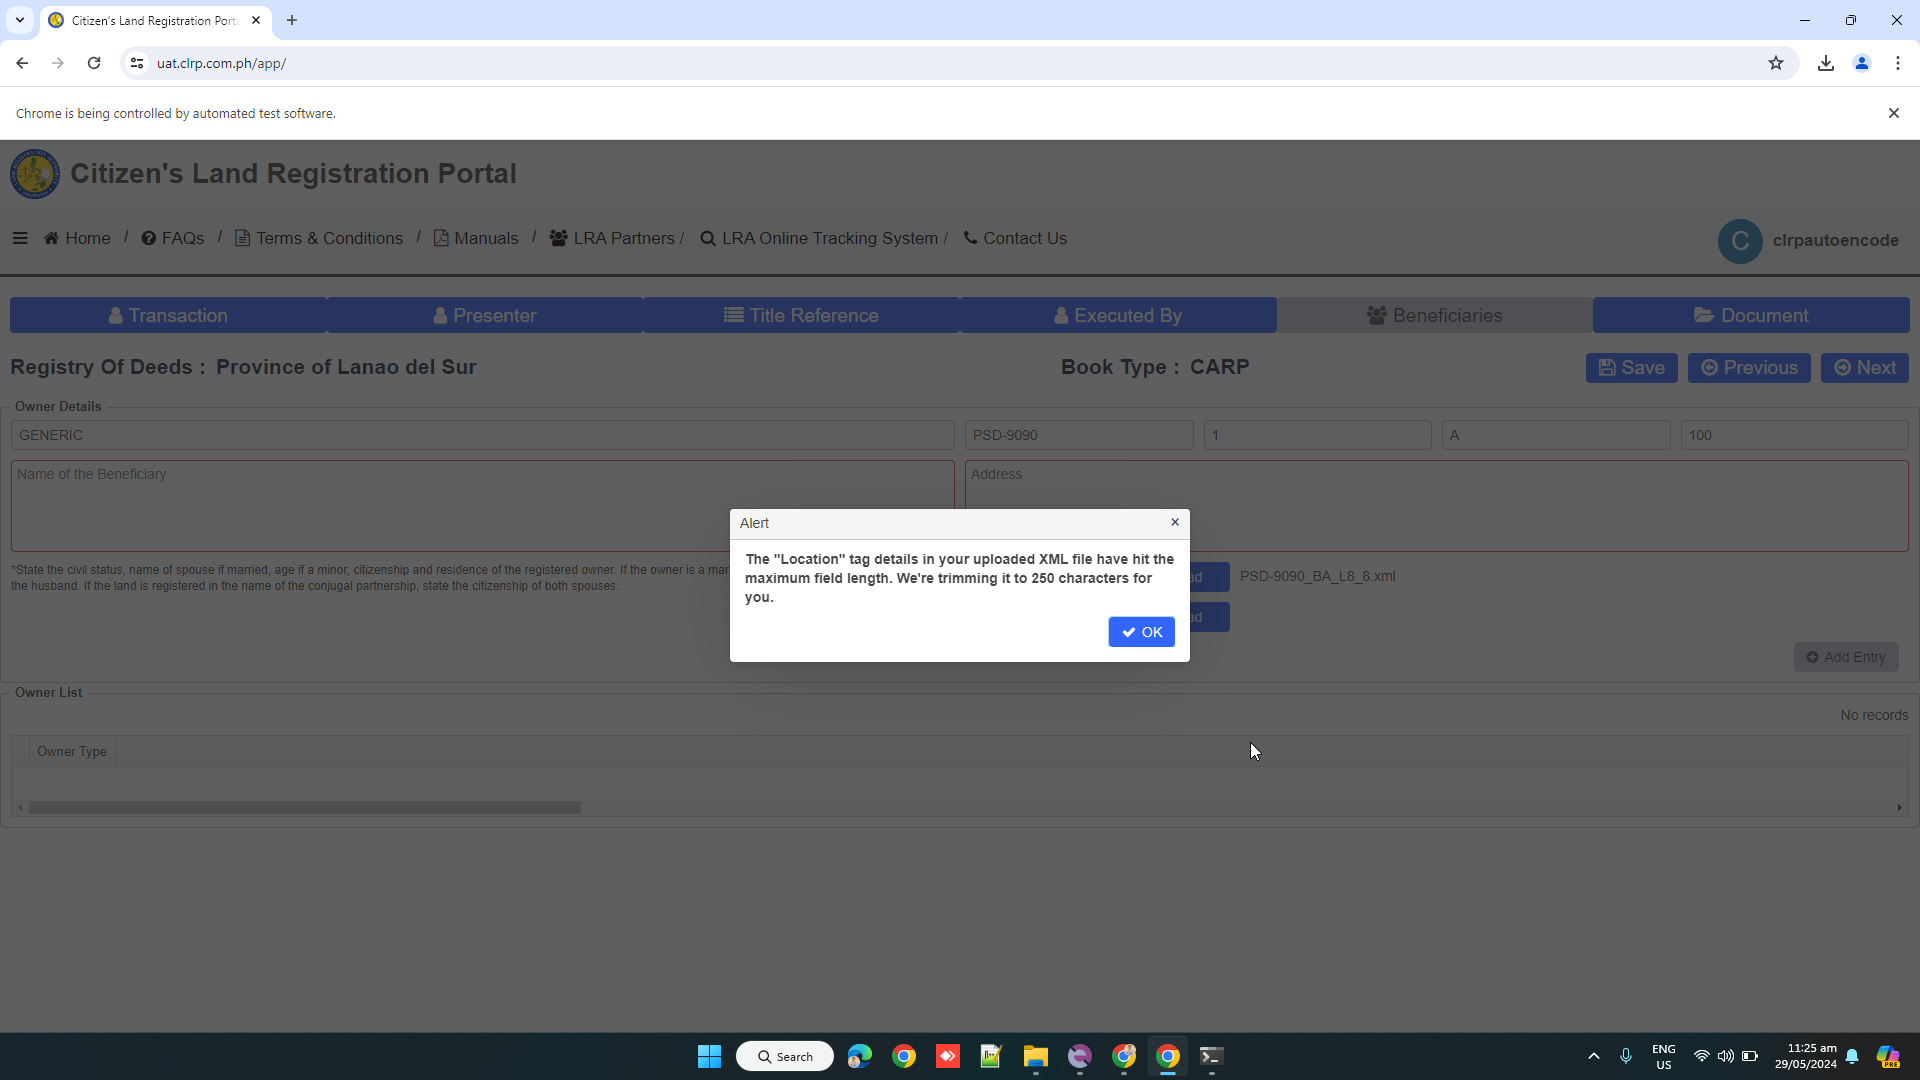 Citizen's Land Registration Porta
uat.clrp.com.ph/app/
Chrome is being controlled by automated test software.
Citizen's Land Registration Portal
Home / FAQs / Terms & Conditions / Manuals / LRA Partners / LRA Online Tracking System / Contact Us
C clrpautoencode
Transaction Presenter Title Reference Executed By Beneficiaries Document
Registry Of Deeds : Province of Lanao del Sur Book Type : CARP Save Previous Next
Owner Details
GENERIC PSD-9090 1 A 100
Name of the Beneficiary Address
Alert
The "Location" tag details in your uploaded XML file have hit the
maximum field length. We're trimming it to 250 characters for
you.
OK
*State the civil status, name of spouse if married, age if a minor, citizenship and residence of the registered owner. If the owner is a mar
the husband. If the land is registered in the name of the conjugal partnership, state the citizenship of both spouses.
ad PSD-9090_BA_L8_8.xml
ad
Add Entry
Owner List
No records
Owner Type
Search
ENG
US
11:25 am
29/05/2024
PRE